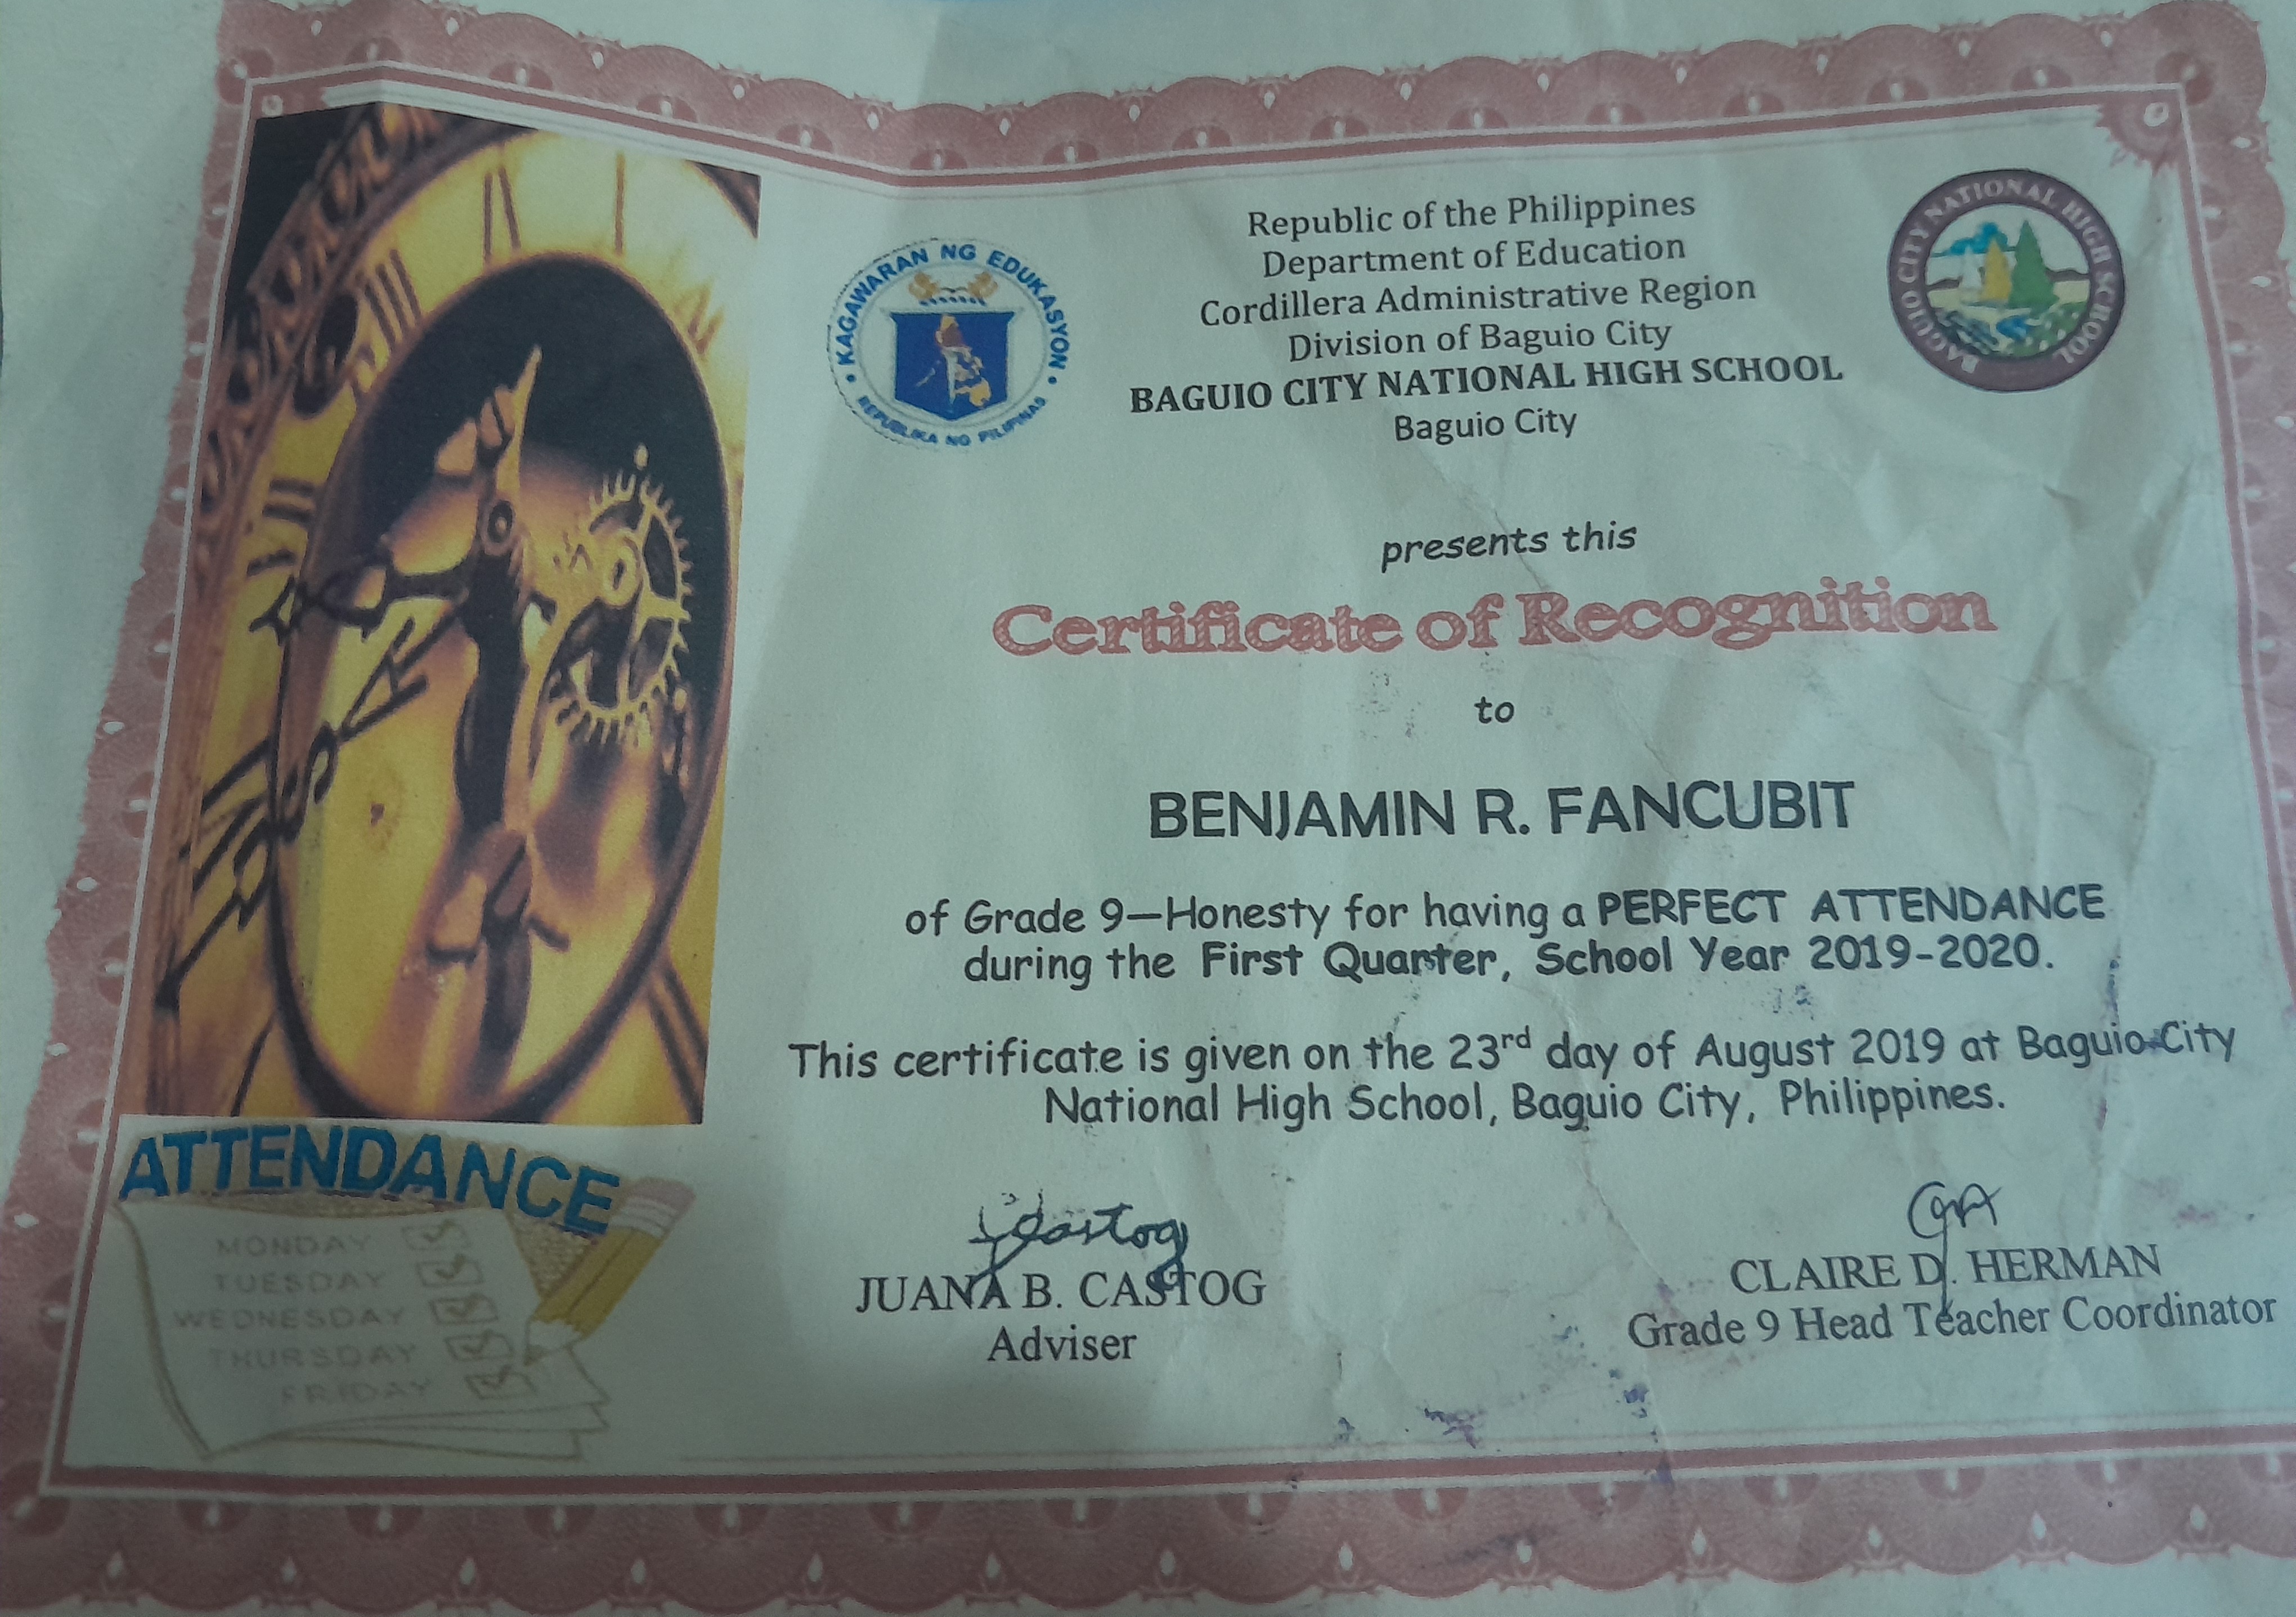 KAGAWARAN NG EDUKASYON
REPUBLIKA NG PILIPINAS
Republic of the Philippines
Department of Education
Cordillera Administrative Region
Division of Baguio City
BAGUIO CITY NATIONAL HIGH SCHOOL
Baguio City
BAGUIO CITY NATIONAL HIGH SCHOOL
presents this
Certificate of Recognition
to
BENJAMIN R. FANCUBIT
of Grade 9—Honesty for having a PERFECT ATTENDANCE
during the First Quarter, School Year 2019-2020.
This certificate is given on the 23rd day of August 2019 at Baguio City
National High School, Baguio City, Philippines.
ATTENDANCE
MONDAY
TUESDAY
WEDNESDAY
THURSDAY
FRIDAY
JUANA B. CASTOG
Adviser
CLAIRE D. HERMAN
Grade 9 Head Teacher Coordinator